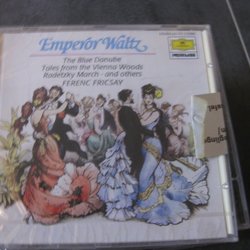 Emperor Waltz
The Blue Danube
Tales from the Vienna Woods
Radetzky March - and others
FERENC FRICSAY